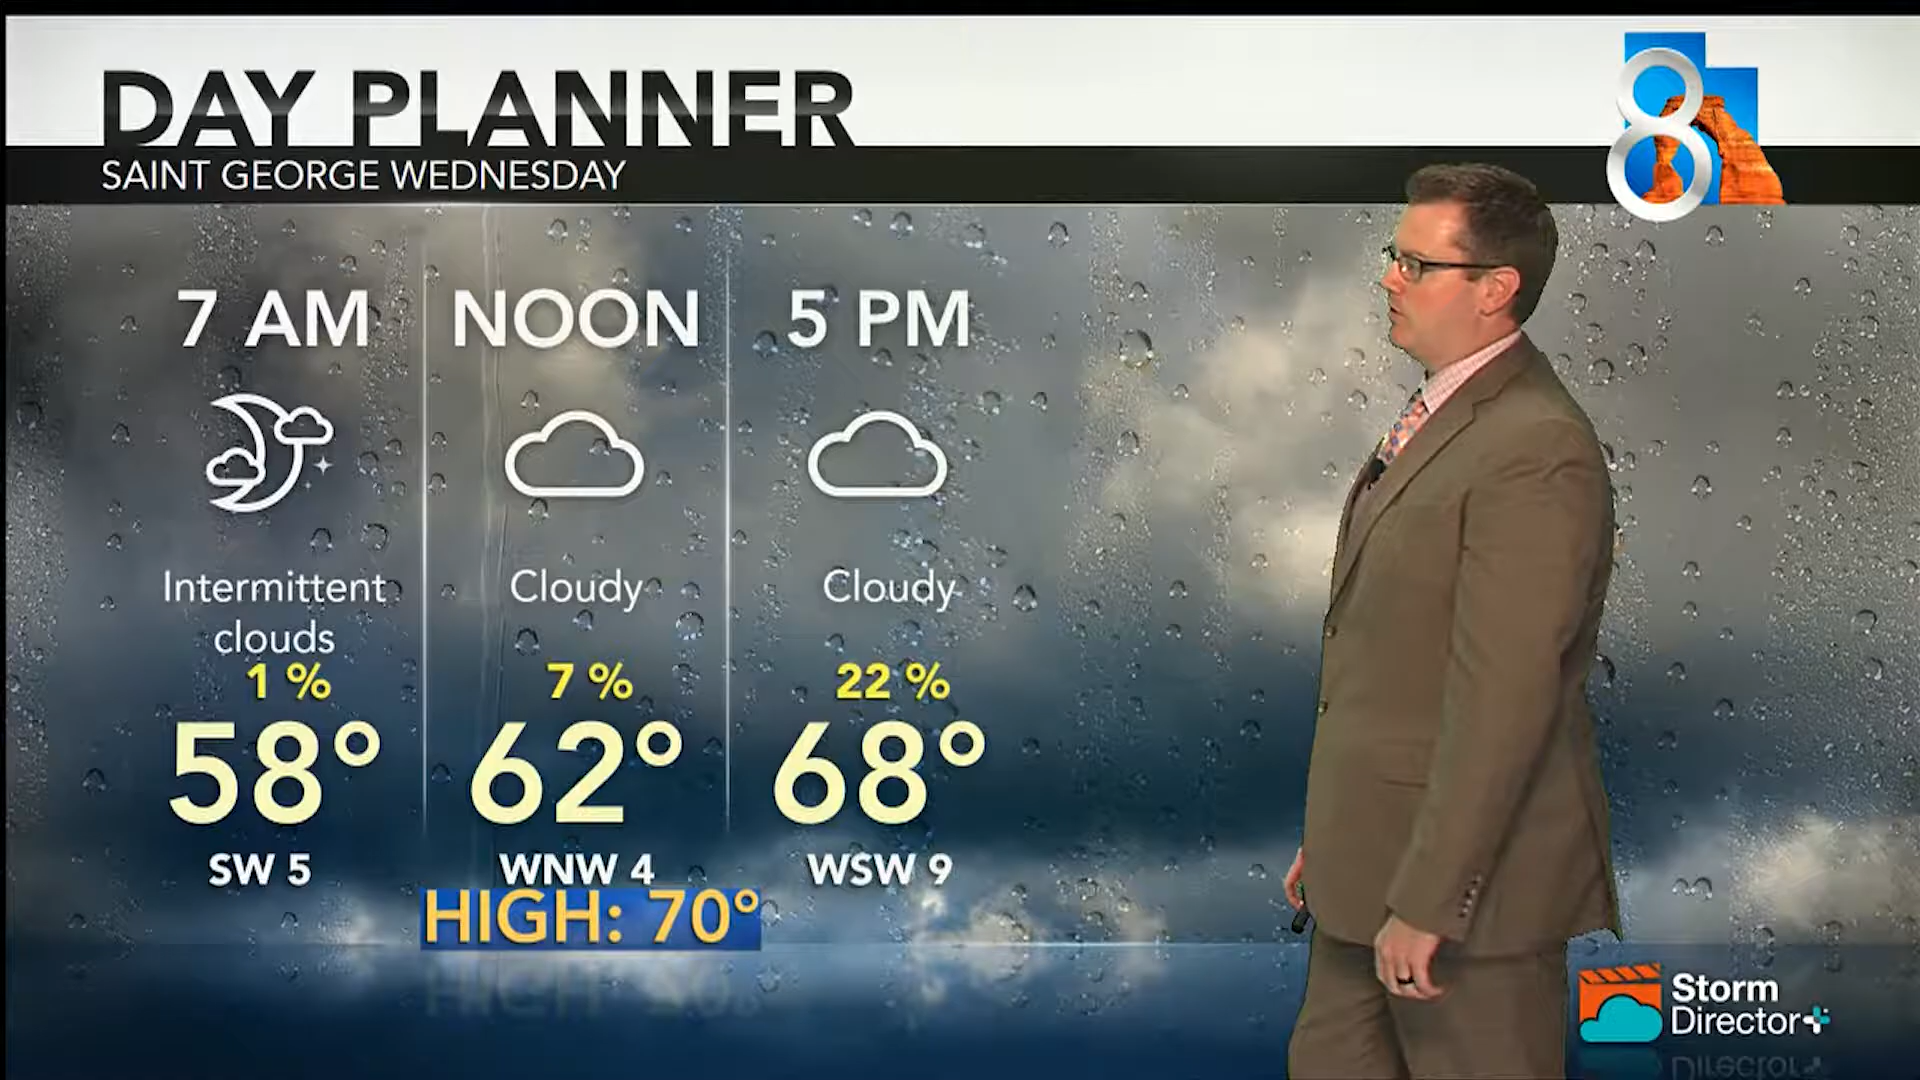 DAY PLANNER
SAINT GEORGE WEDNESDAY
8
7 AM
NOON
5 PM
Intermittent
clouds
Cloudy
Cloudy
1 %
7 %
22 %
58°
62°
68°
SW 5
WNW 4
WSW 9
HIGH: 70°
Storm
Director+